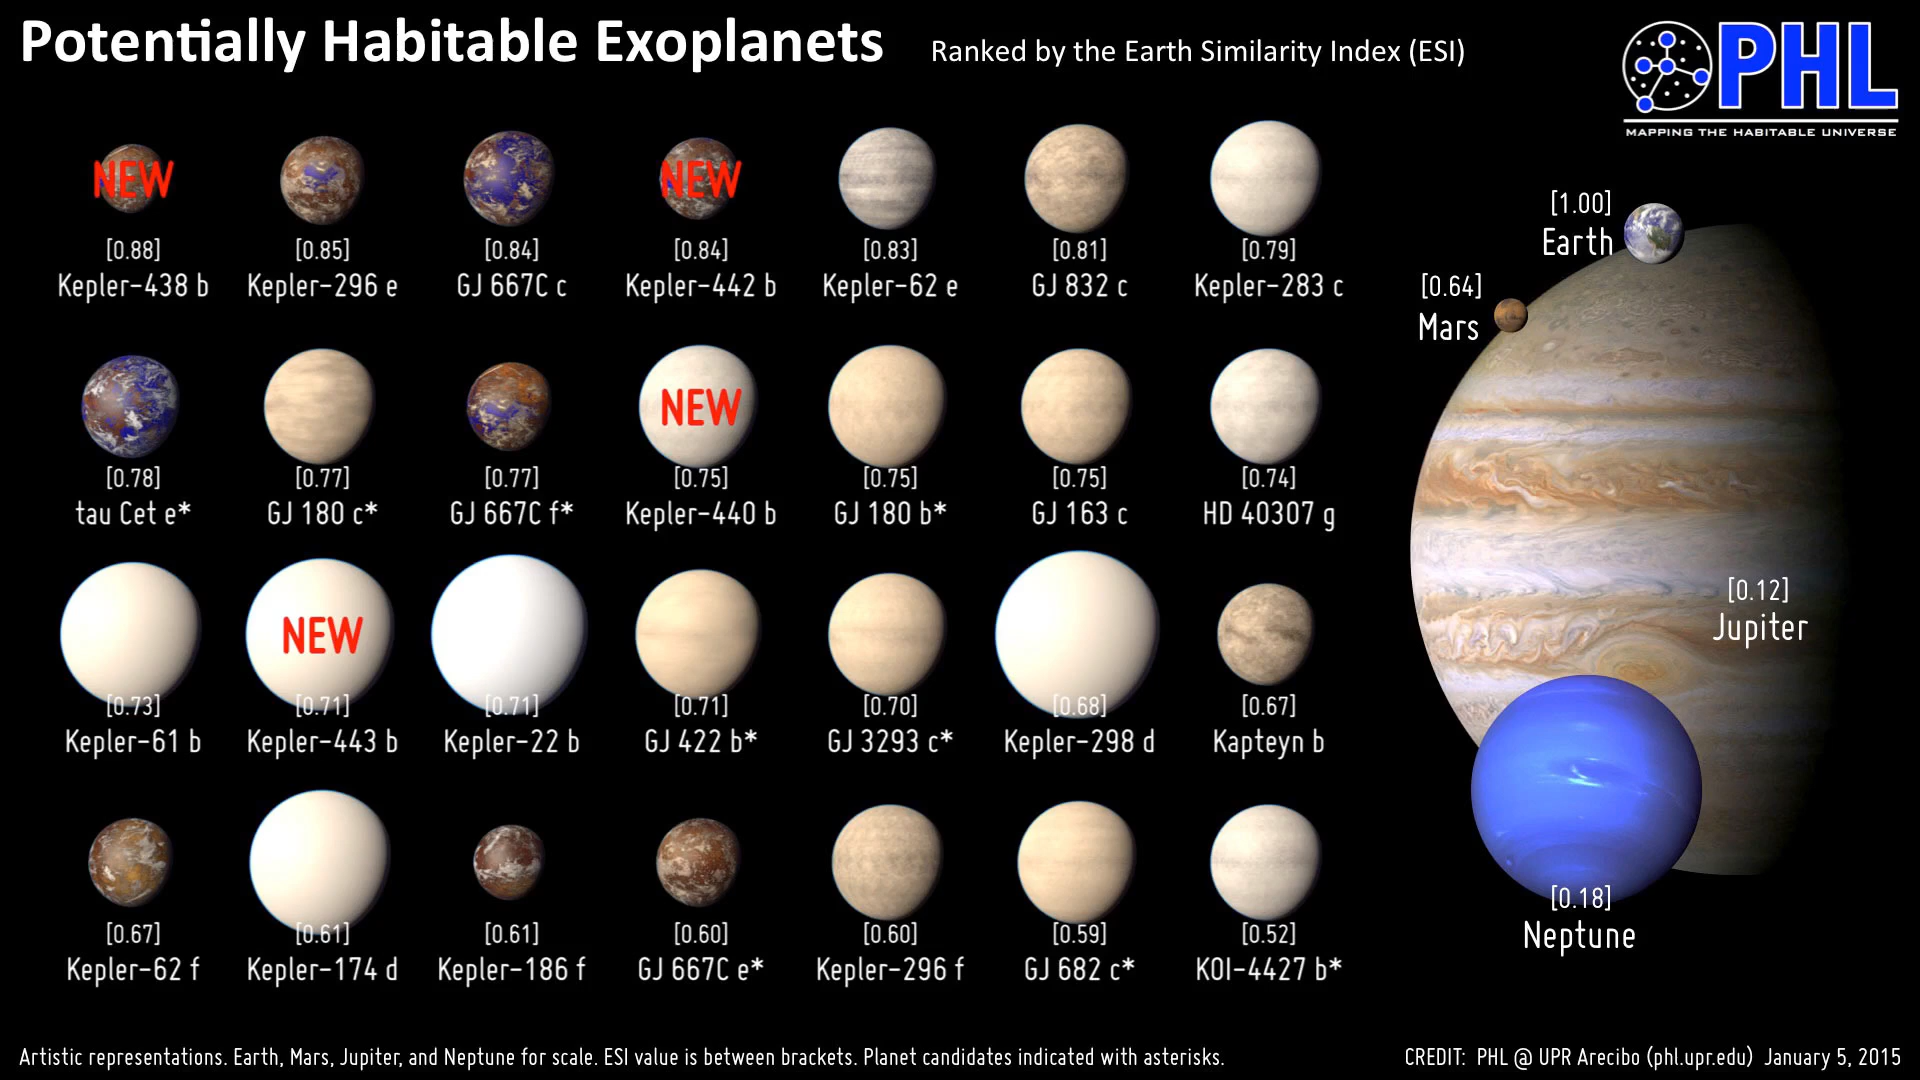 Potentially Habitable Exoplanets
Ranked by the Earth Similarity Index (ESI)
PHL
MAPPING THE HABITABLE UNIVERSE
NEW
NEW
[0.88] [0.85] [0.84] [0.84] [0.83] [0.81] [0.79]
Kepler-438 b Kepler-296 e GJ 667C c Kepler-442 b Kepler-62 e GJ 832 c Kepler-283 c
NEW
[0.78] [0.77] [0.77] [0.75] [0.75] [0.75] [0.74]
tau Cet e* GJ 180 c* GJ 667C f* Kepler-440 b GJ 180 b* GJ 163 c HD 40307 g
NEW
[0.73] [0.71] [0.71] [0.71] [0.70] [0.68] [0.67]
Kepler-61 b Kepler-443 b Kepler-22 b GJ 422 b* GJ 3293 c* Kepler-298 d Kapteyn b
[0.67] [0.61] [0.61] [0.60] [0.60] [0.59] [0.52]
Kepler-62 f Kepler-174 d Kepler-186 f GJ 667C e* Kepler-296 f GJ 682 c* KOI-4427 b*
[1.00]
Earth
[0.64]
Mars
[0.12]
Jupiter
[0.18]
Neptune
Artistic representations. Earth, Mars, Jupiter, and Neptune for scale. ESI value is between brackets. Planet candidates indicated with asterisks.
CREDIT: PHL @ UPR Arecibo (phl.upr.edu) January 5, 2015